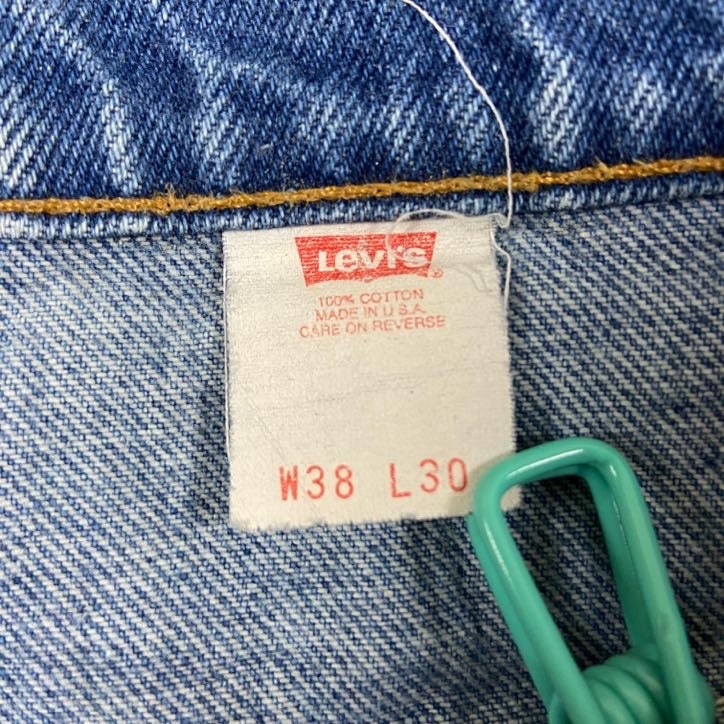 Levi's®
100% COTTON
MADE IN U.S.A.
CARE ON REVERSE
W38 L30